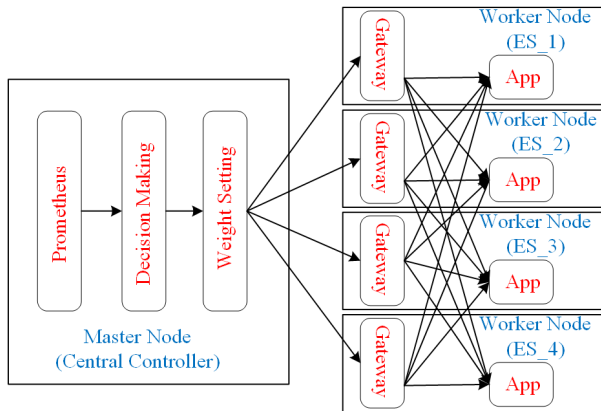 Prometheus
Decision Making
Weight Setting
Master Node
(Central Controller)
Gateway
Worker Node
(ES_1)
App
Gateway
Worker Node
(ES_2)
App
Gateway
Worker Node
(ES_3)
App
Gateway
Worker Node
(ES_4)
App